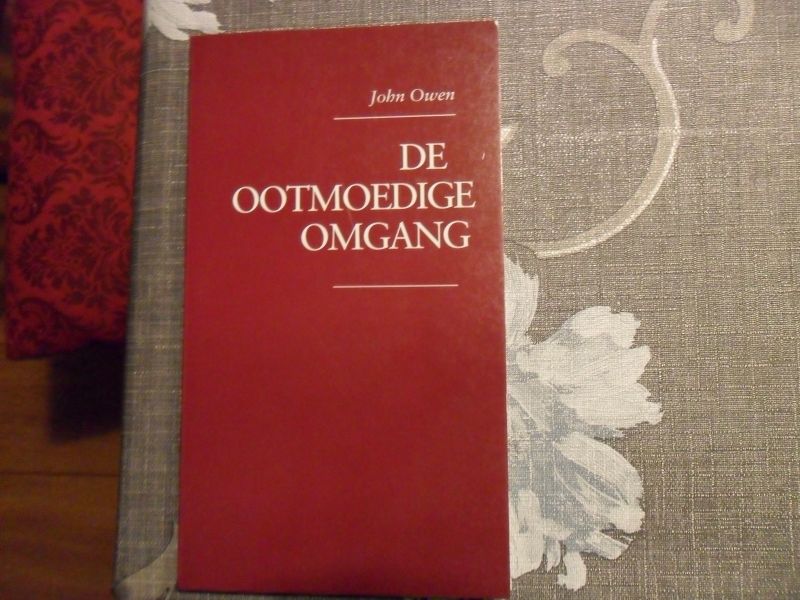 John Owen
DE
OOTMOEDIGE
OMGANG